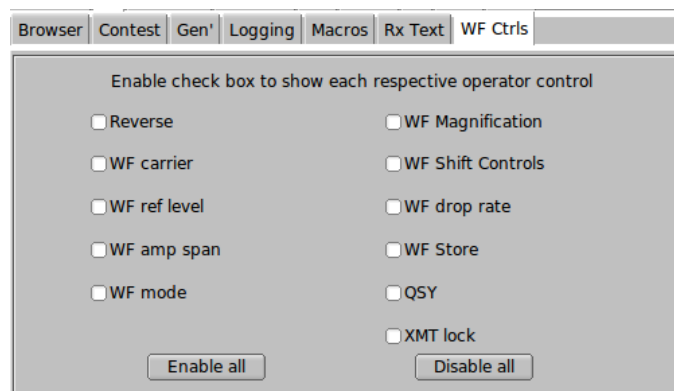 Browser Contest Gen' Logging Macros Rx Text WF Ctrls
Enable check box to show each respective operator control
Reverse WF Magnification
WF carrier WF Shift Controls
WF ref level WF drop rate
WF amp span WF Store
WF mode QSY
XMT lock
Enable all Disable all